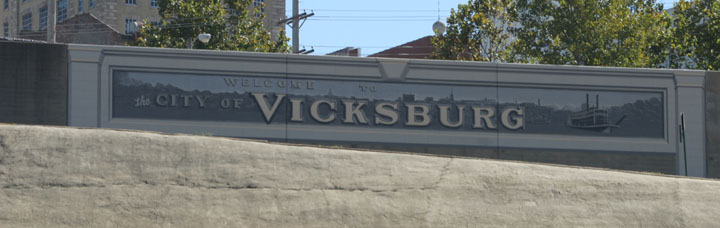 WELCOME TO
the CITY OF VICKSBURG